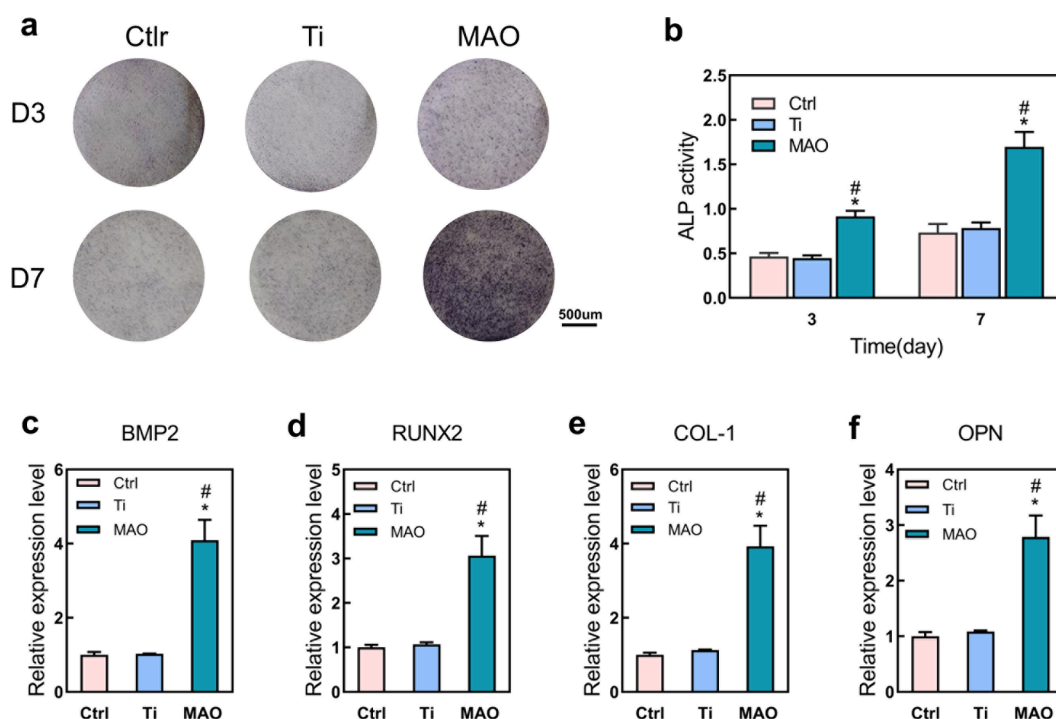 a
Ctlr Ti MAO
D3
D7
500um
b
2.5
2.0
1.5
1.0
0.5
0.0
ALP activity
Ctrl
Ti
MAO
#
*
#
*
3 7
Time(day)
c
BMP2
Relative expression level
6
4
2
0
Ctrl
Ti
MAO
#
*
Ctrl Ti MAO
d
RUNX2
Relative expression level
5
4
3
2
1
0
Ctrl
Ti
MAO
#
*
Ctrl Ti MAO
e
COL-1
Relative expression level
6
4
2
0
Ctrl
Ti
MAO
#
*
Ctrl Ti MAO
f
OPN
Relative expression level
4
3
2
1
0
Ctrl
Ti
MAO
#
*
Ctrl Ti MAO